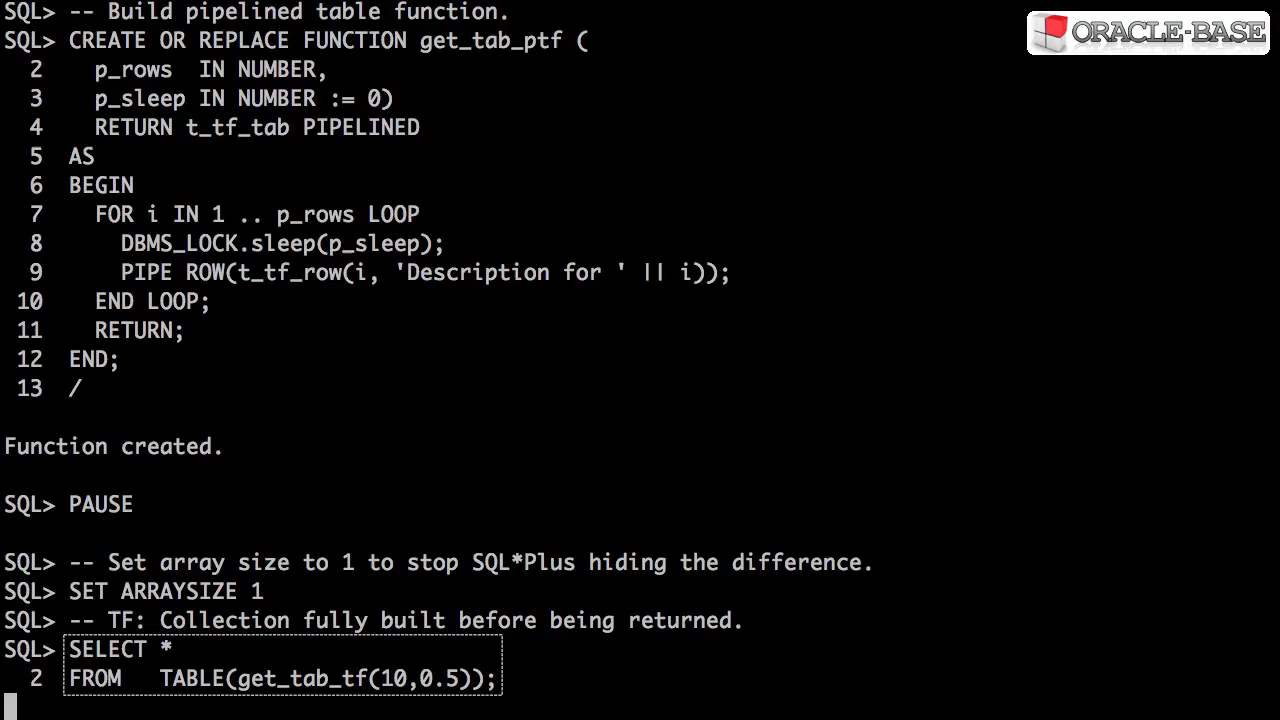 SQL> -- Build pipelined table function.
SQL> CREATE OR REPLACE FUNCTION get_tab_ptf (
  2    p_rows  IN NUMBER,
  3    p_sleep IN NUMBER := 0)
  4    RETURN t_tf_tab PIPELINED
  5  AS
  6  BEGIN
  7    FOR i IN 1 .. p_rows LOOP
  8      DBMS_LOCK.sleep(p_sleep);
  9      PIPE ROW(t_tf_row(i, 'Description for ' || i));
 10    END LOOP;
 11    RETURN;
 12  END;
 13  /
Function created.
SQL> PAUSE
SQL> -- Set array size to 1 to stop SQL*Plus hiding the difference.
SQL> SET ARRAYSIZE 1
SQL> -- TF: Collection fully built before being returned.
SQL> SELECT *
  2  FROM   TABLE(get_tab_tf(10,0.5));
ORACLE-BASE